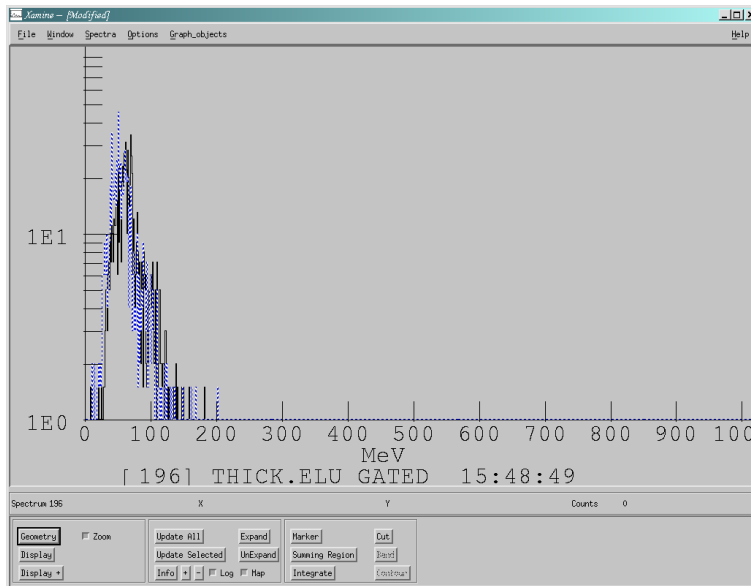 Xamine - [Modified]
File Window Spectra Options Graph_objects Help
1E1
1E0
0 100 200 300 400 500 600 700 800 900 100
MeV
[196] THICK.ELU GATED 15:48:49
Spectrum 196 X Y Counts 0
Geometry Zoom Update All Expand Marker Cut
Display Update Selected UnExpand Summing Region Band
Display + Info + - Log Map Integrate Contour